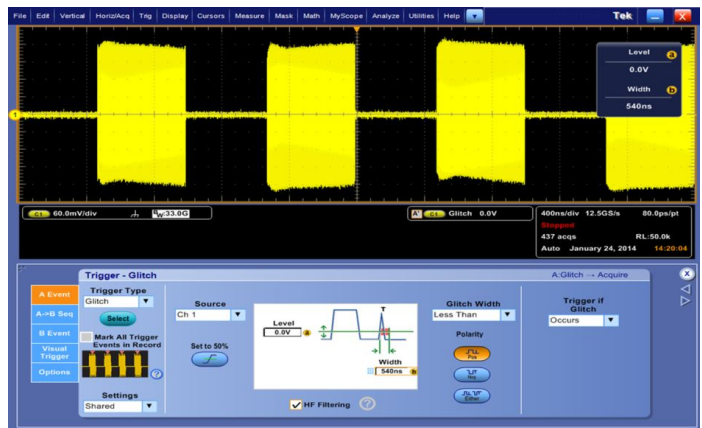 File Edit Vertical Horiz/Acq Trig Display Cursors Measure Mask Math MyScope Analyze Utilities Help Tek X
Level a
0.0V
Width b
540ns
1
C1 60.0mV/div BW:33.0G
A' C1 Glitch 0.0V
400ns/div 12.5GS/s 80.0ps/pt
Stopped
437 acqs RL:50.0k
Auto January 24, 2014 14:20:04
Trigger - Glitch A:Glitch → Acquire X
A Event
A->B Seq
B Event
Visual Trigger
Options
Trigger Type
Glitch
Select
Mark All Trigger
Events in Record
?
Settings
Shared
Source
Ch 1
Set to 50%
Level
0.0V a
T
Width
540ns b
HF Filtering ?
Glitch Width
Less Than
Polarity
Pos
Neg
Either
Trigger if
Glitch
Occurs